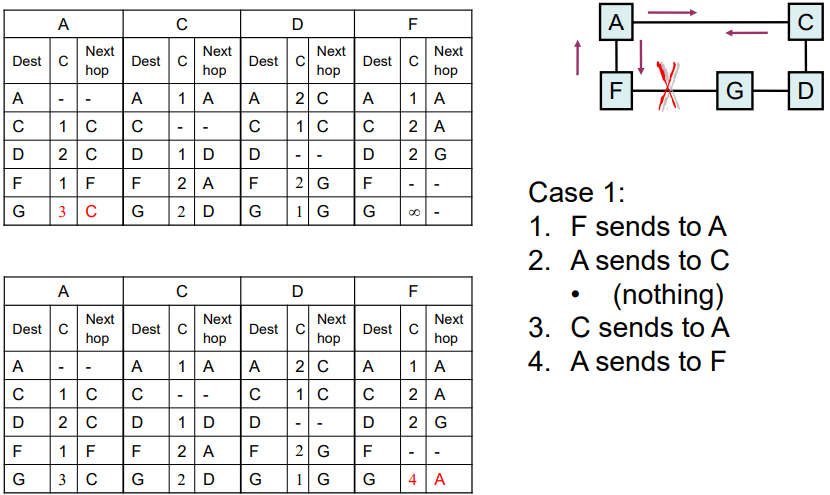 A C D F
Dest C Next hop Dest C Next hop Dest C Next hop Dest C Next hop
A - - A 1 A A 2 C A 1 A
C 1 C C - - C 1 C C 2 A
D 2 C D 1 D D - - D 2 G
F 1 F F 2 A F 2 G F - -
G 3 C G 2 D G 1 G G ∞ -
A C D F
Dest C Next hop Dest C Next hop Dest C Next hop Dest C Next hop
A - - A 1 A A 2 C A 1 A
C 1 C C - - C 1 C C 2 A
D 2 C D 1 D D - - D 2 G
F 1 F F 2 A F 2 G F - -
G 3 C G 2 D G 1 G G 4 A
A C
F G D
Case 1:
1. F sends to A
2. A sends to C
• (nothing)
3. C sends to A
4. A sends to F